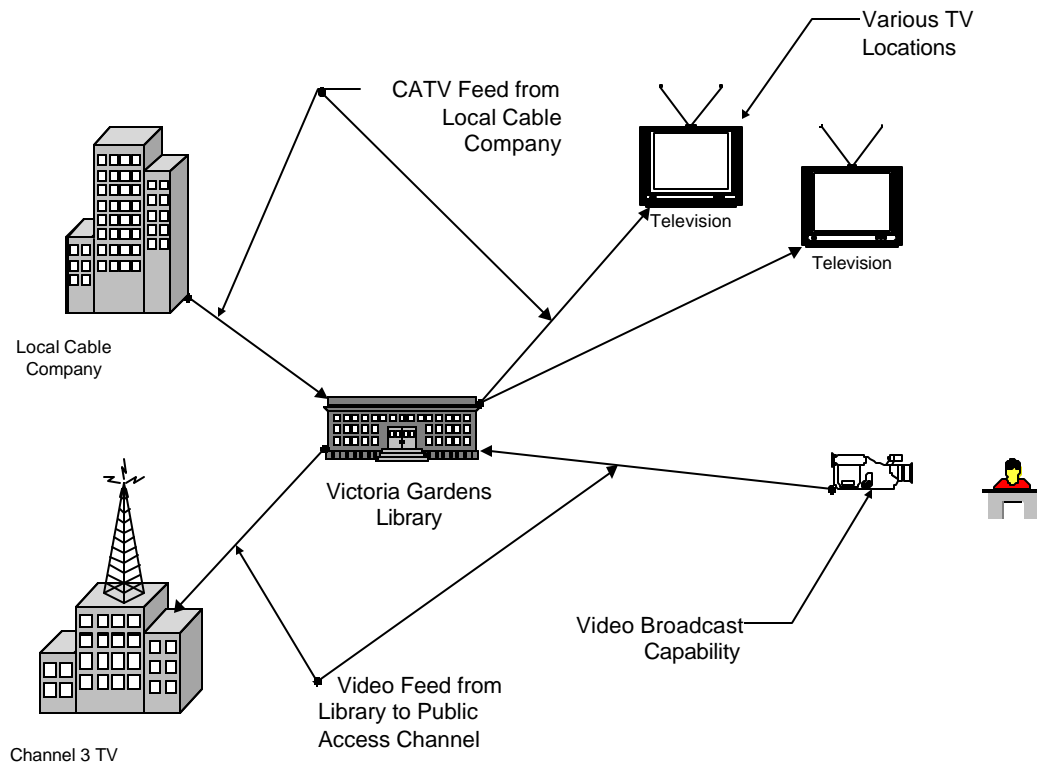 Various TV
Locations
CATV Feed from
Local Cable
Company
Television
Television
Local Cable
Company
Victoria Gardens
Library
Video Broadcast
Capability
Video Feed from
Library to Public
Access Channel
Channel 3 TV